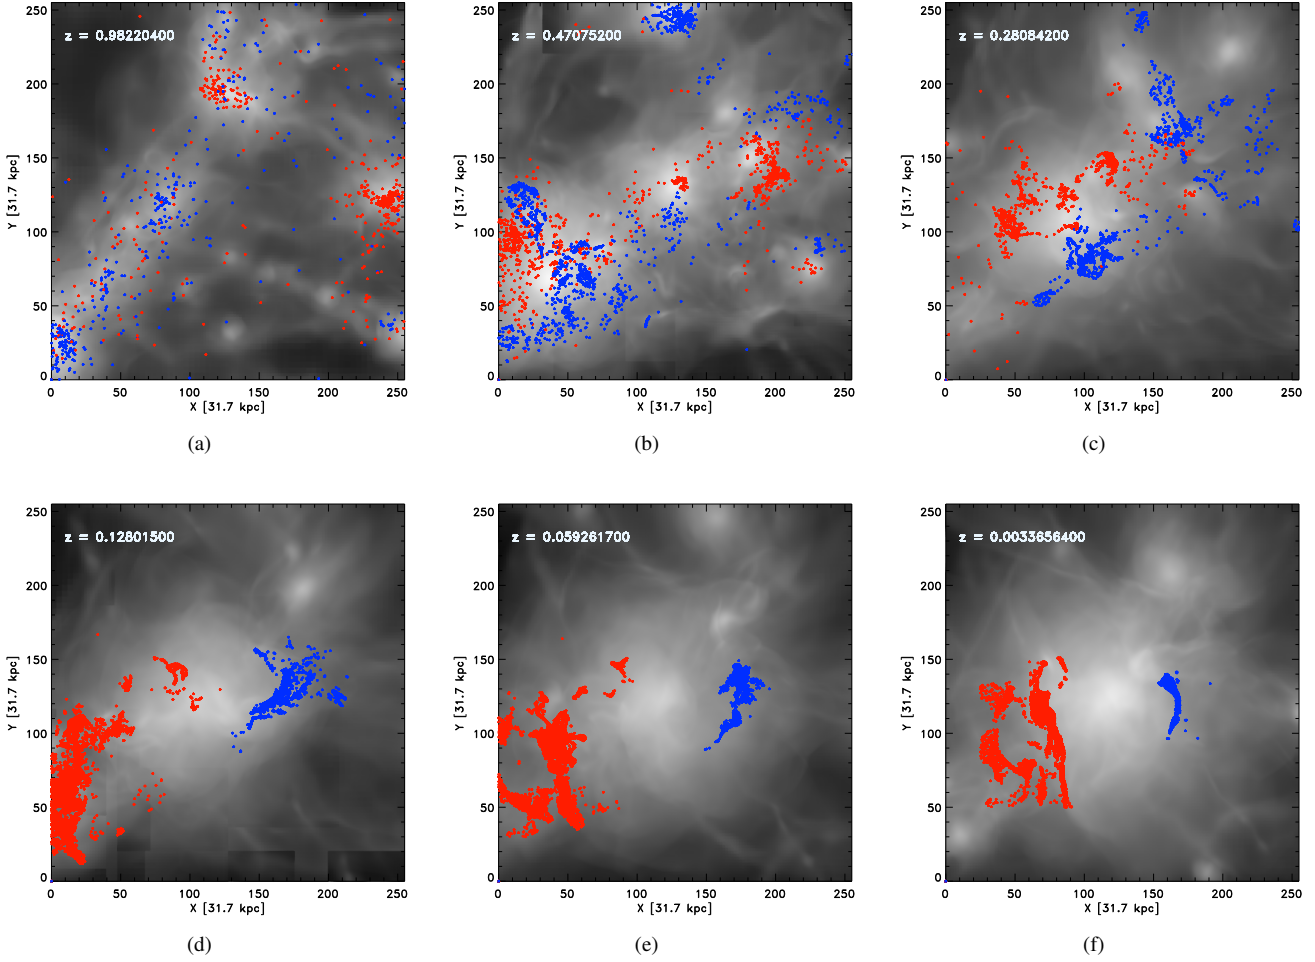 250
200
150
100
50
0
Y [31.7 kpc]
z = 0.98220400
0 50 100 150 200 250
X [31.7 kpc]
(a)
250
200
150
100
50
0
Y [31.7 kpc]
z = 0.47075200
0 50 100 150 200 250
X [31.7 kpc]
(b)
250
200
150
100
50
0
Y [31.7 kpc]
z = 0.28084200
0 50 100 150 200 250
X [31.7 kpc]
(c)
250
200
150
100
50
0
Y [31.7 kpc]
z = 0.12801500
0 50 100 150 200 250
X [31.7 kpc]
(d)
250
200
150
100
50
0
Y [31.7 kpc]
z = 0.059261700
0 50 100 150 200 250
X [31.7 kpc]
(e)
250
200
150
100
50
0
Y [31.7 kpc]
z = 0.0033656400
0 50 100 150 200 250
X [31.7 kpc]
(f)